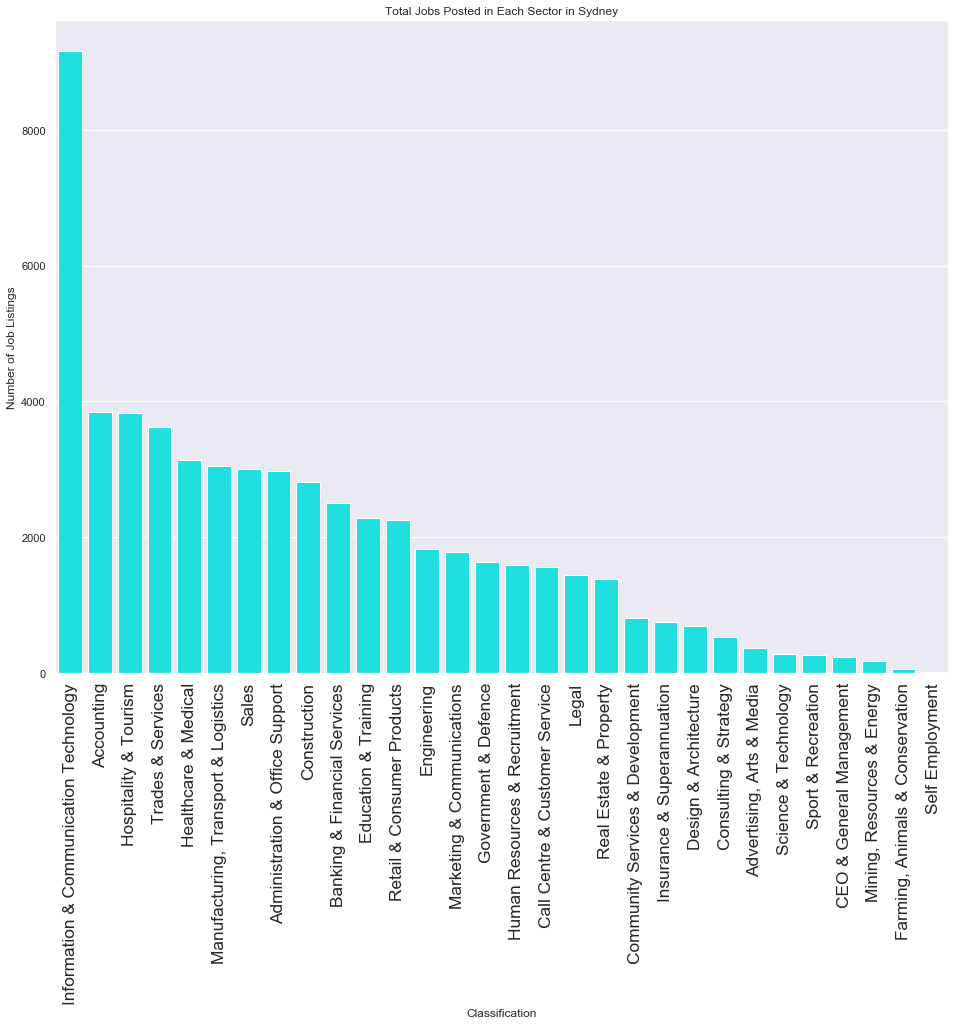 Total Jobs Posted in Each Sector in Sydney
Number of Job Listings
8000
6000
4000
2000
0
Information & Communication Technology
Accounting
Hospitality & Tourism
Trades & Services
Healthcare & Medical
Manufacturing, Transport & Logistics
Sales
Administration & Office Support
Construction
Banking & Financial Services
Education & Training
Retail & Consumer Products
Engineering
Marketing & Communications
Government & Defence
Human Resources & Recruitment
Call Centre & Customer Service
Legal
Real Estate & Property
Community Services & Development
Insurance & Superannuation
Design & Architecture
Consulting & Strategy
Advertising, Arts & Media
Science & Technology
Sport & Recreation
CEO & General Management
Mining, Resources & Energy
Farming, Animals & Conservation
Self Employment
Classification